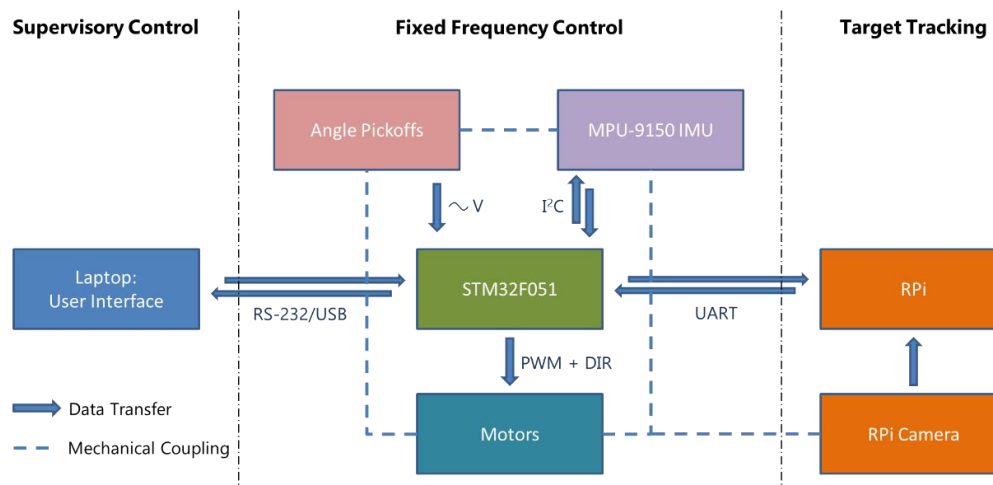 Supervisory Control
Fixed Frequency Control
Target Tracking
Angle Pickoffs
MPU-9150 IMU
~ V
I²C
Laptop:
User Interface
STM32F051
RPi
RS-232/USB
UART
PWM + DIR
Data Transfer
Mechanical Coupling
Motors
RPi Camera